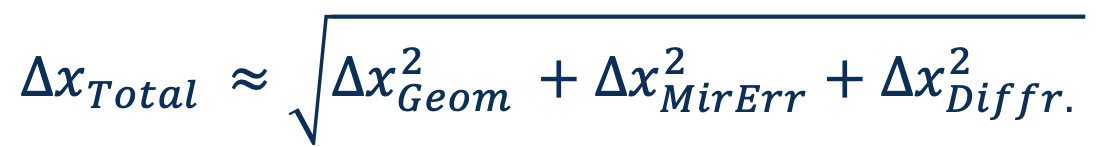 Δx_Total ≈ √(Δx²_Geom + Δx²_MirErr + Δx²_Diffr.)